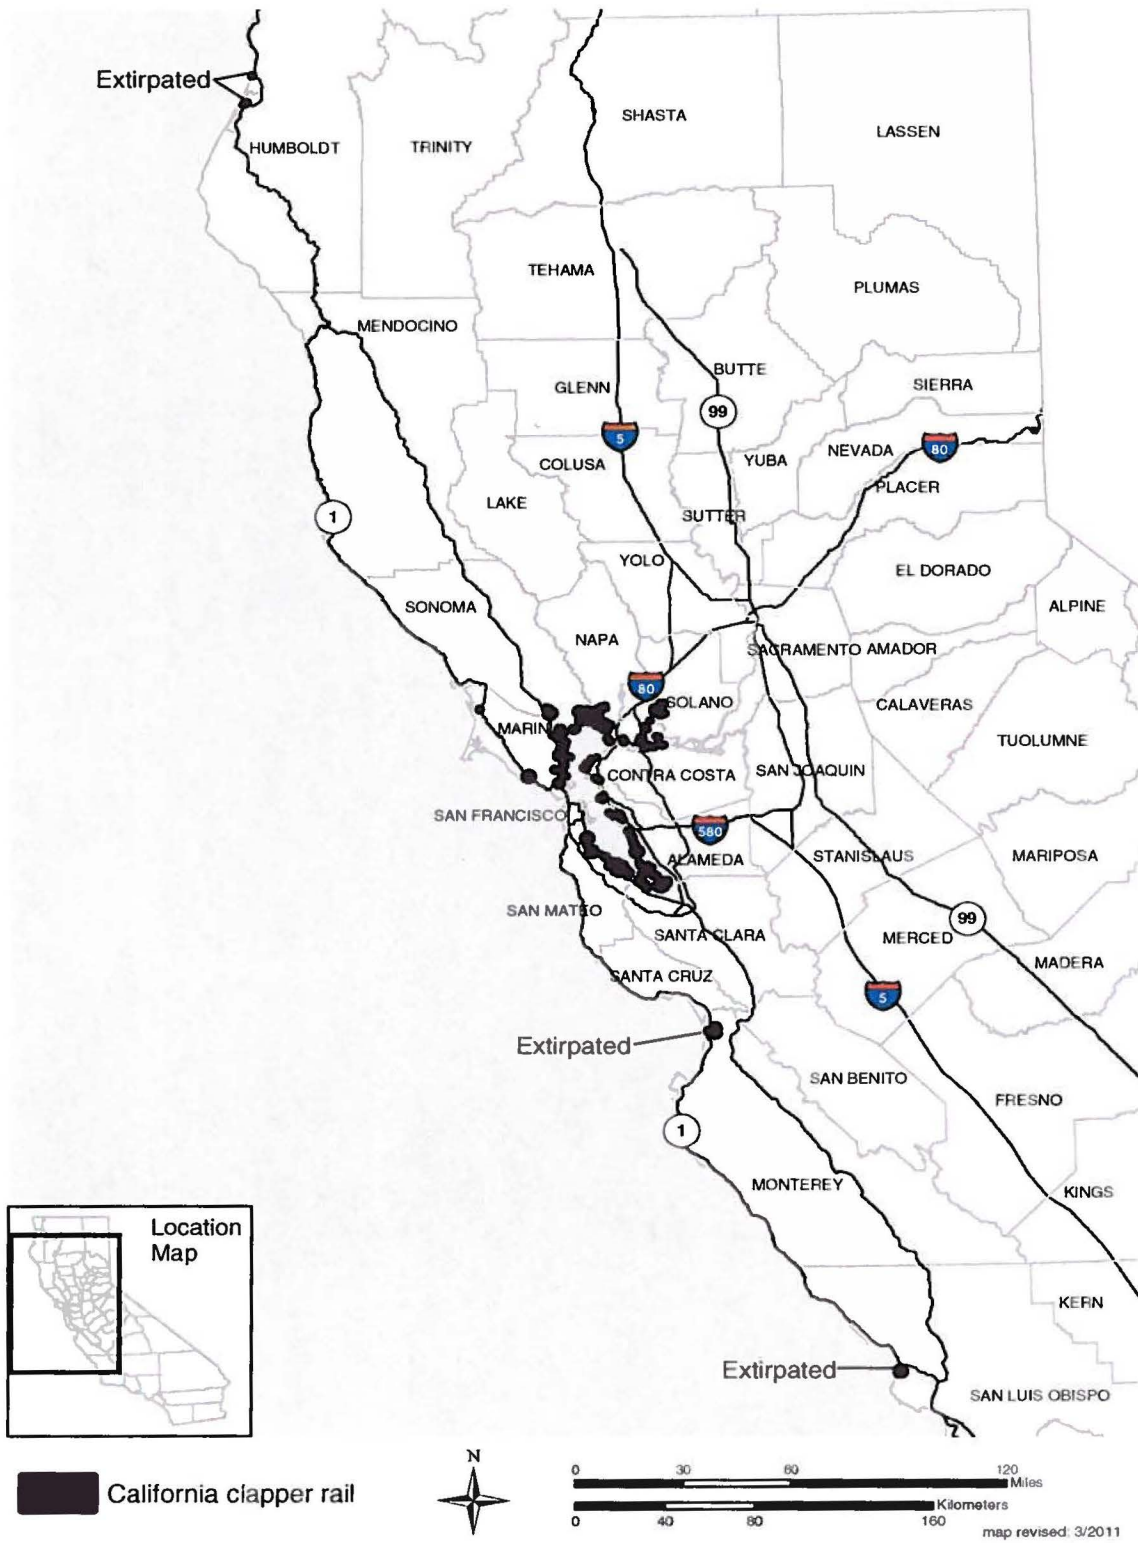 Extirpated
SHASTA
LASSEN
HUMBOLDT
TRINITY
TEHAMA
PLUMAS
MENDOCINO
BUTTE
GLENN
SIERRA
99
5
80
NEVADA
YUBA
COLUSA
PLACER
LAKE
SUTTER
1
YOLO
EL DORADO
SONOMA
ALPINE
NAPA
SACRAMENTO
AMADOR
80
SOLANO
CALAVERAS
MARIN
TUOLUMNE
CONTRA COSTA
SAN JOAQUIN
SAN FRANCISCO
580
ALAMEDA
STANISLAUS
MARIPOSA
SAN MATEO
99
SANTA CLARA
MERCED
MADERA
SANTA CRUZ
5
Extirpated
SAN BENITO
FRESNO
1
MONTEREY
KINGS
Location
Map
KERN
Extirpated
SAN LUIS OBISPO
California clapper rail
N
0 30 60 120
Miles
Kilometers
0 40 80 160
map revised: 3/2011